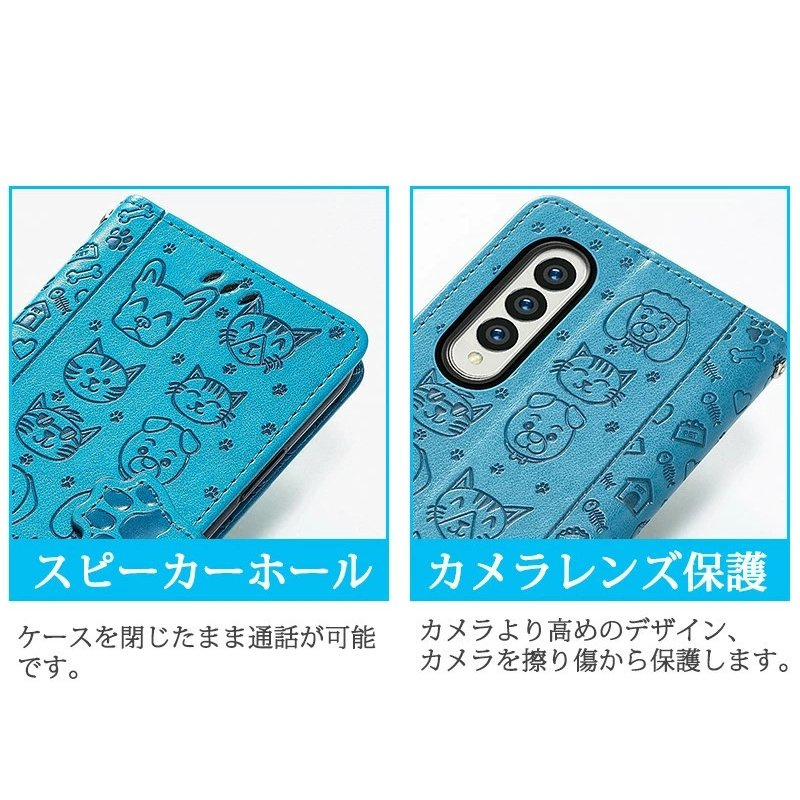 スピーカーホール
ケースを閉じたまま通話が可能
です。
カメラレンズ保護
カメラより高めのデザイン、
カメラを擦り傷から保護します。